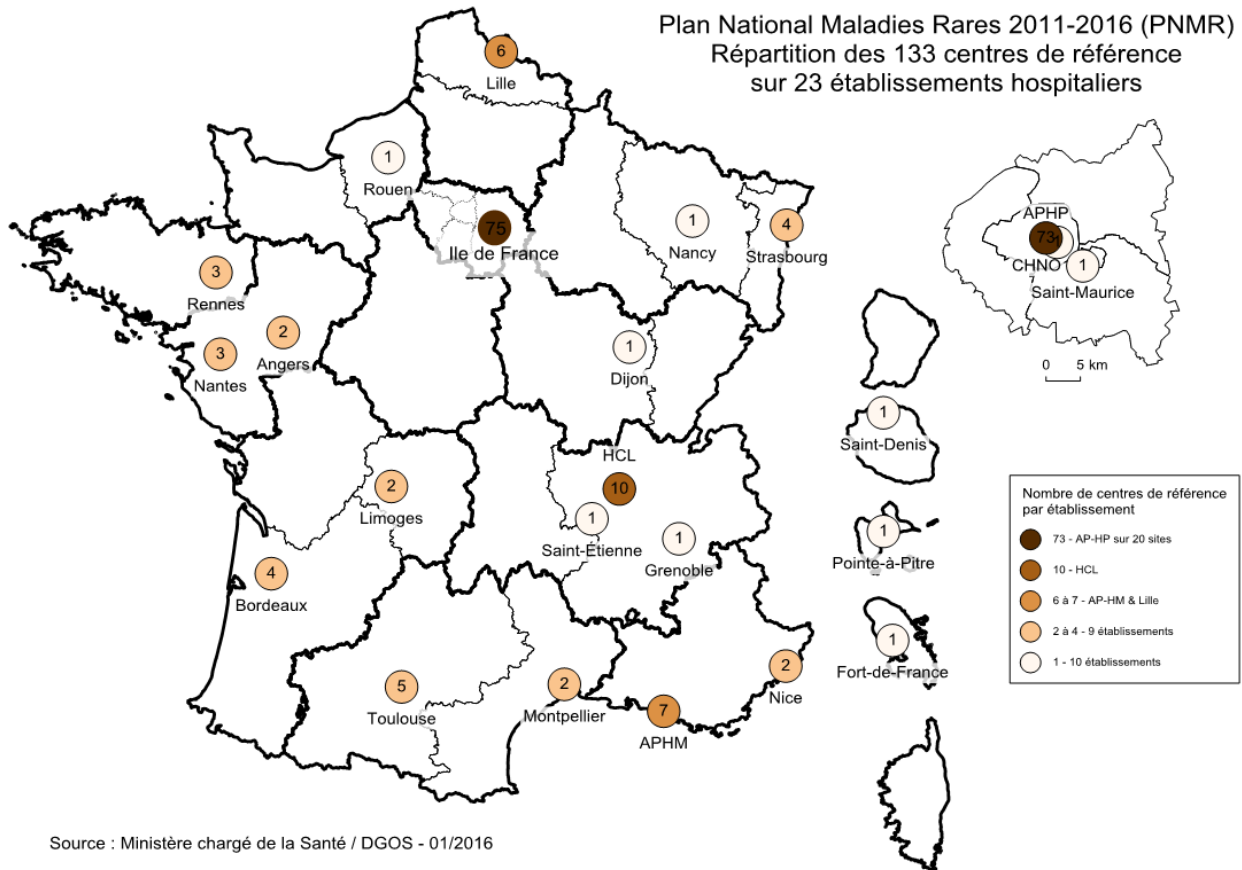 Plan National Maladies Rares 2011-2016 (PNMR)
Répartition des 133 centres de référence
sur 23 établissements hospitaliers
6
Lille
1
Rouen
75
Ile de France
1
Nancy
4
Strasbourg
3
Rennes
2
Angers
3
Nantes
1
Dijon
HCL
10
2
Limoges
1
Saint-Étienne
1
Grenoble
4
Bordeaux
5
Toulouse
2
Montpellier
7
APHM
2
Nice
APHP
73
1
CHNO
1
Saint-Maurice
0 5 km
1
Saint-Denis
1
Pointe-à-Pitre
1
Fort-de-France
Nombre de centres de référence
par établissement
73 - AP-HP sur 20 sites
10 - HCL
6 à 7 - AP-HM & Lille
2 à 4 - 9 établissements
1 - 10 établissements
Source : Ministère chargé de la Santé / DGOS - 01/2016